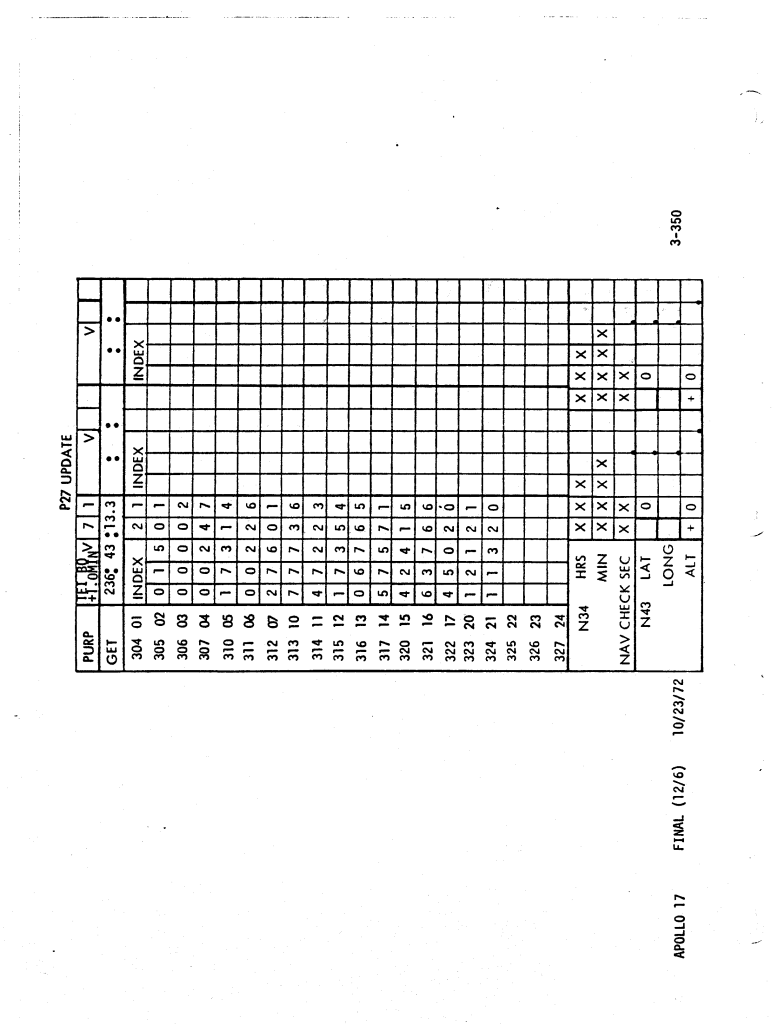 P27 UPDATE
PURP TEI BO +1.0MIN V 7 1 V V
GET 236: 43 :13.3 : : : :
304 01 INDEX 2 1 INDEX INDEX
305 02 0 1 5 0 1
306 03 0 0 0 0 2
307 04 0 0 2 4 7
310 05 1 7 3 1 4
311 06 0 0 2 2 6
312 07 2 7 6 0 1
313 10 7 7 7 3 6
314 11 4 7 2 2 3
315 12 1 7 3 5 4
316 13 0 6 7 6 5
317 14 5 7 5 7 1
320 15 4 2 4 1 5
321 16 6 3 7 6 6
322 17 4 5 0 2 0
323 20 1 2 1 2 1
324 21 1 1 3 2 0
325 22
326 23
327 24
N34 HRS X X X X X X
MIN X X X X X X X
NAV CHECK SEC X X . X X .
N43 LAT 0 . 0 .
LONG . .
ALT + 0 . + 0 .
APOLLO 17 FINAL (12/6) 10/23/72 3-350